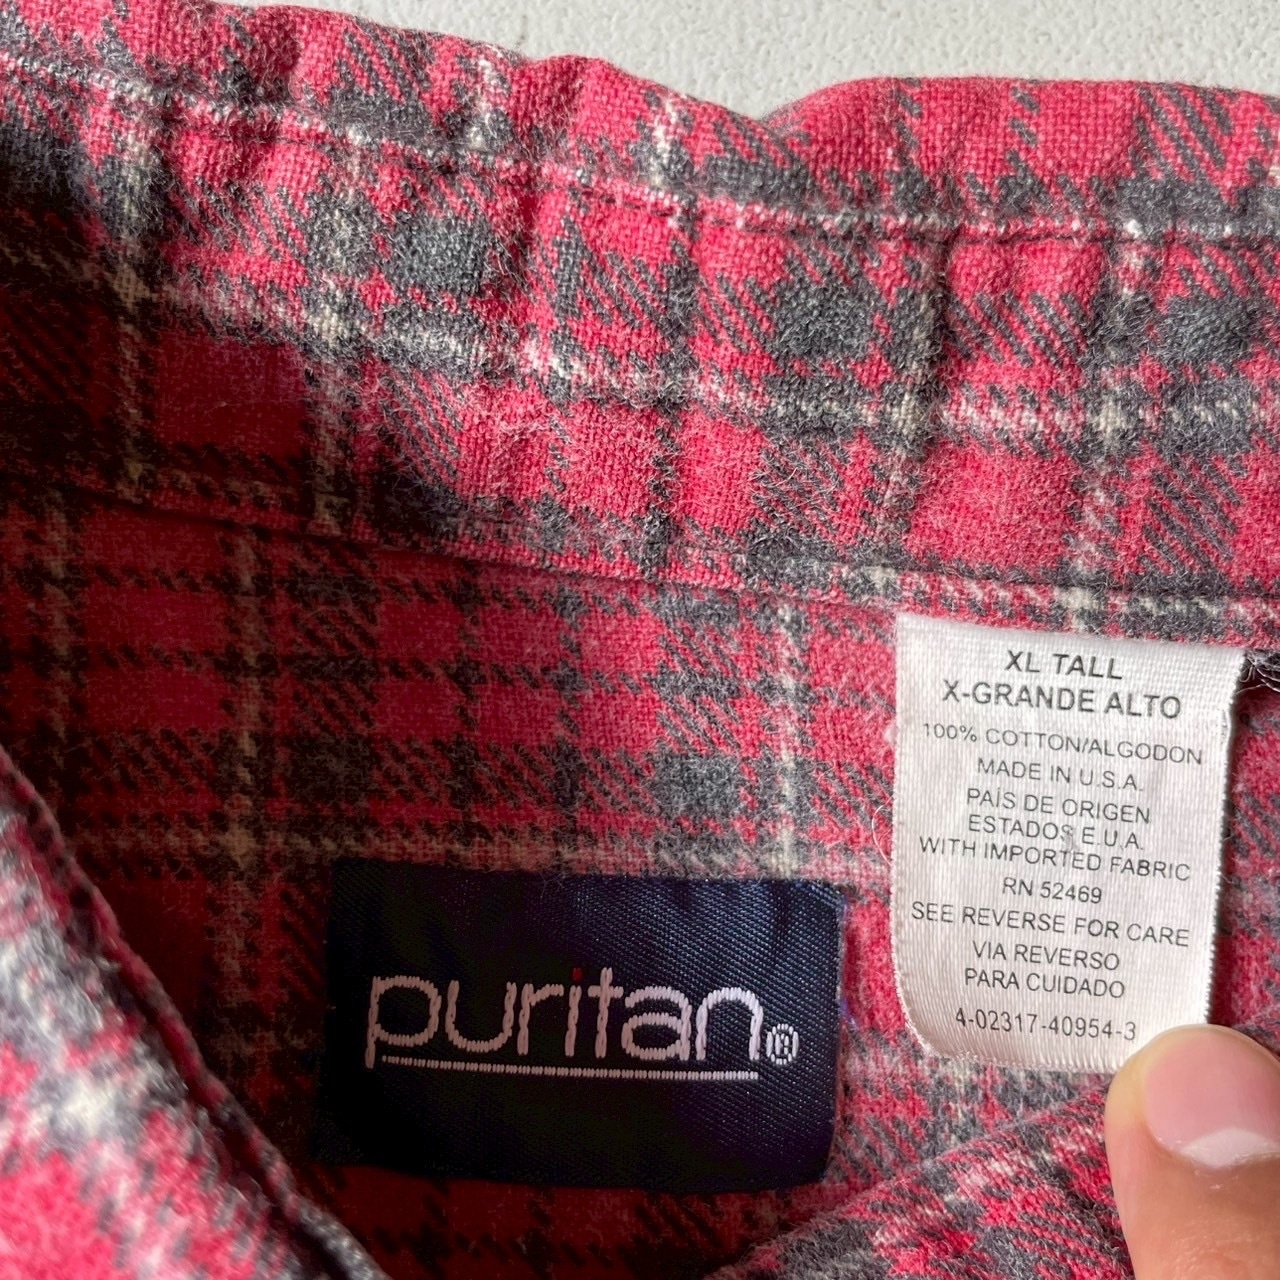 XL TALL
X-GRANDE ALTO
100% COTTON/ALGODON
MADE IN U.S.A.
PAÍS DE ORIGEN
ESTADOS E.U.A.
WITH IMPORTED FABRIC
RN 52469
SEE REVERSE FOR CARE
VIA REVERSO
PARA CUIDADO
4-02317-40954-3
puritan®